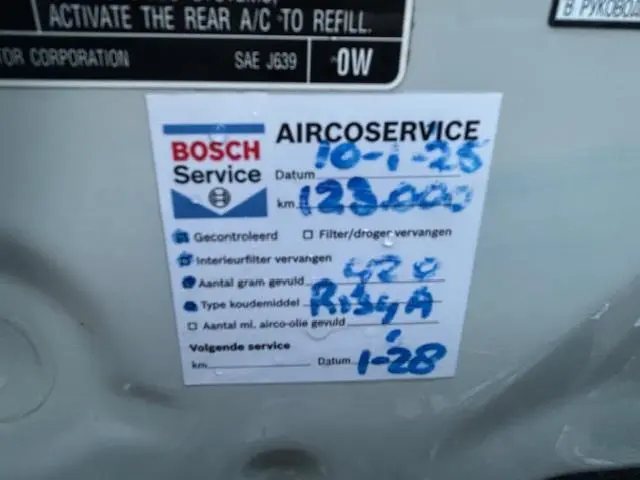 ACTIVATE THE REAR A/C TO REFILL.
TOR CORPORATION SAE J639 0W
В РУКОВОД
BOSCH
Service
AIRCOSERVICE
Datum 10-1-25
km. 123.000
Gecontroleerd Filter/droger vervangen
Interieurfilter vervangen
Aantal gram gevuld 420
Type koudemiddel R134A
Aantal ml. airco-olie gevuld
Volgende service
km. Datum 1-28